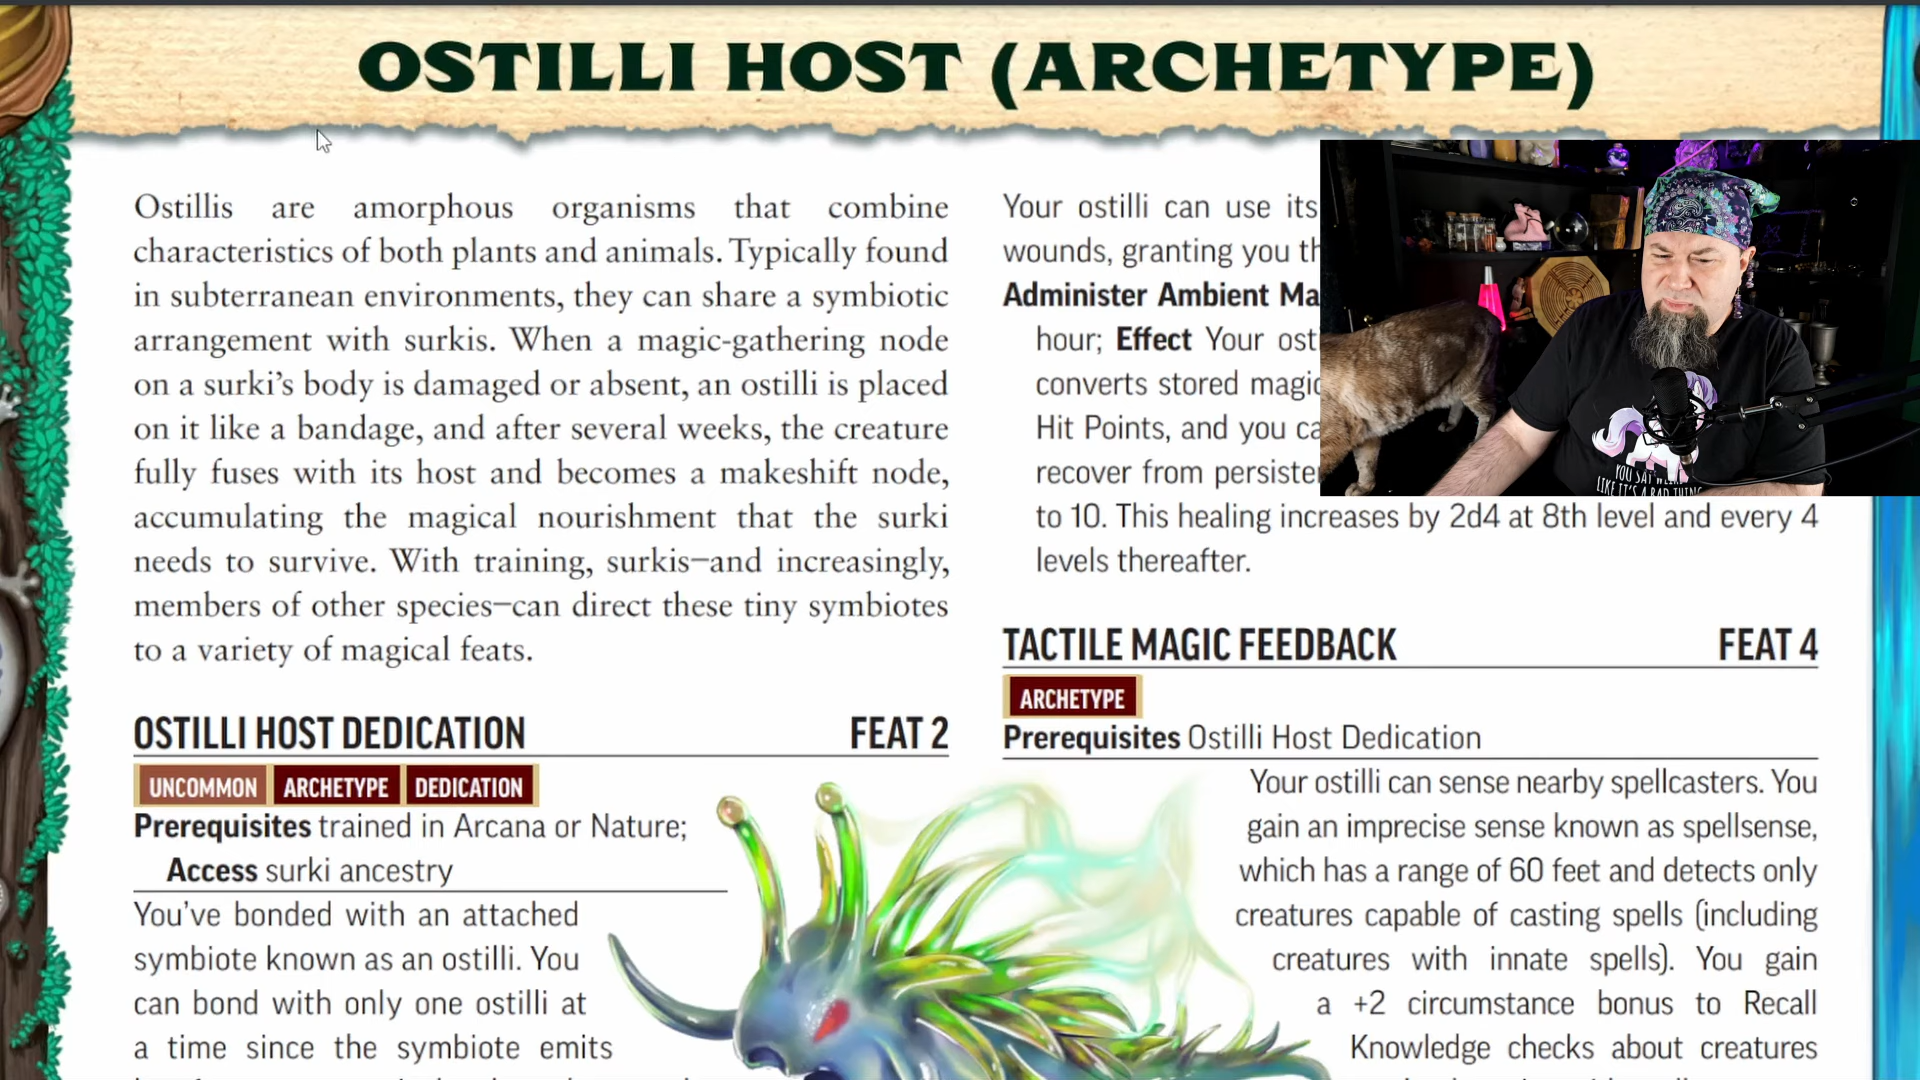 OSTILLI HOST (ARCHETYPE)
Ostillis are amorphous organisms that combine
characteristics of both plants and animals. Typically found
in subterranean environments, they can share a symbiotic
arrangement with surkis. When a magic-gathering node
on a surki’s body is damaged or absent, an ostilli is placed
on it like a bandage, and after several weeks, the creature
fully fuses with its host and becomes a makeshift node,
accumulating the magical nourishment that the surki
needs to survive. With training, surkis—and increasingly,
members of other species—can direct these tiny symbiotes
to a variety of magical feats.
OSTILLI HOST DEDICATION FEAT 2
UNCOMMON ARCHETYPE DEDICATION
Prerequisites trained in Arcana or Nature;
Access surki ancestry
You’ve bonded with an attached
symbiote known as an ostilli. You
can bond with only one ostilli at
a time since the symbiote emits
Your ostilli can use its
wounds, granting you
Administer Ambient
hour; Effect Your
converts stored
Hit Points, and you
recover from
to 10. This healing increases by 2d4 at 8th level and every 4
levels thereafter.
TACTILE MAGIC FEEDBACK FEAT 4
ARCHETYPE
Prerequisites Ostilli Host Dedication
Your ostilli can sense nearby spellcasters. You
gain an imprecise sense known as spellsense,
which has a range of 60 feet and detects only
creatures capable of casting spells (including
creatures with innate spells). You gain
a +2 circumstance bonus to Recall
Knowledge checks about creatures
YOU SAY
LIKE IT'S A BAD THING